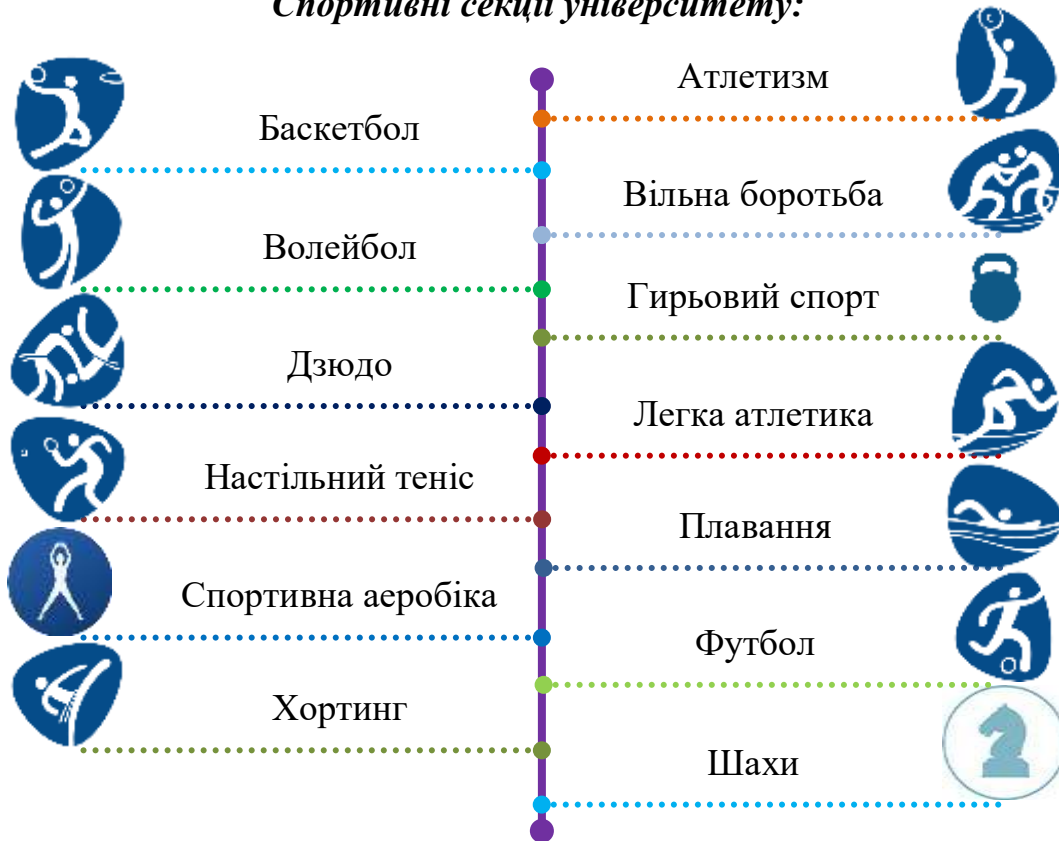 Спортивні секції університету:
Атлетизм
Баскетбол
Вільна боротьба
Волейбол
Гирьовий спорт
Дзюдо
Легка атлетика
Настільний теніс
Плавання
Спортивна аеробіка
Футбол
Хортинг
Шахи